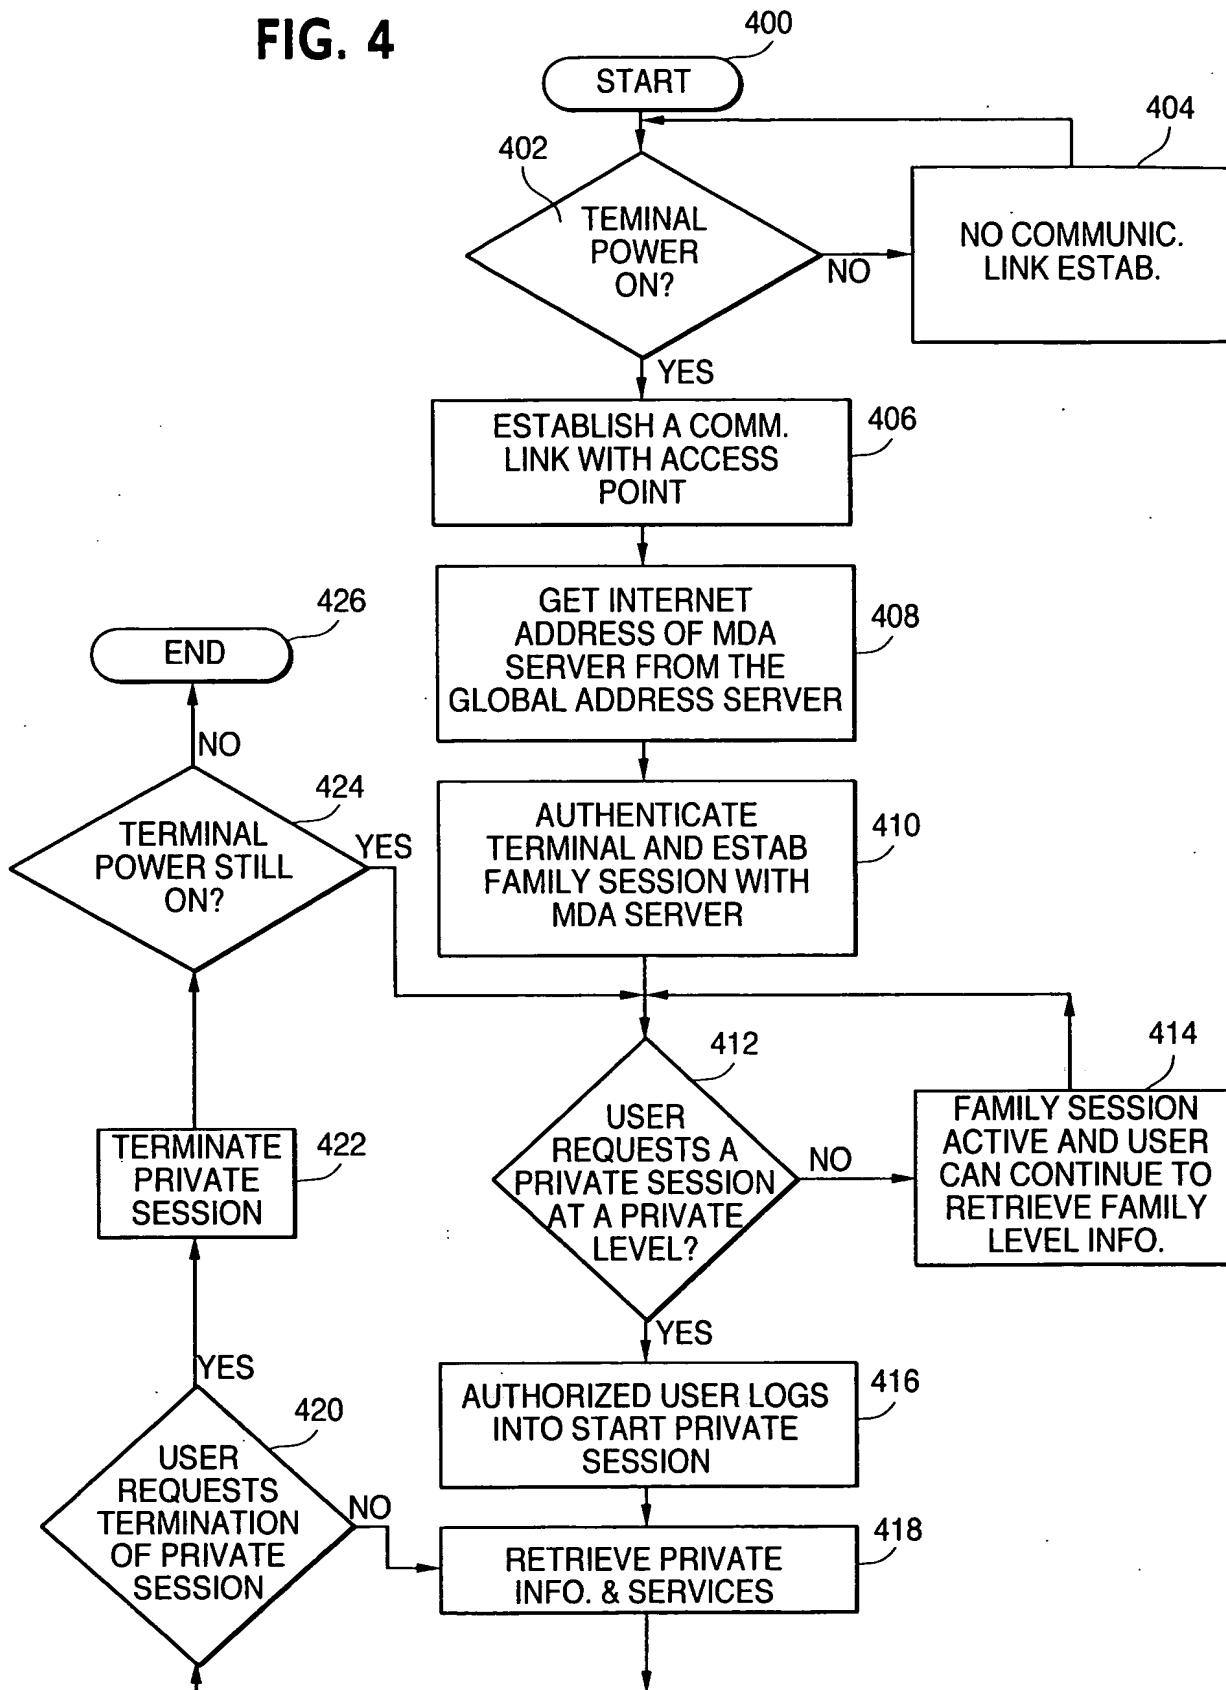 FIG. 4
400
START
404
402
TEMINAL
POWER
ON?
NO
NO COMMUNIC.
LINK ESTAB.
YES
ESTABLISH A COMM.
LINK WITH ACCESS
POINT
406
GET INTERNET
ADDRESS OF MDA
SERVER FROM THE
GLOBAL ADDRESS SERVER
408
426
END
NO
424
TERMINAL
POWER STILL
ON?
YES
AUTHENTICATE
TERMINAL AND ESTAB
FAMILY SESSION WITH
MDA SERVER
410
412
USER
REQUESTS A
PRIVATE SESSION
AT A PRIVATE
LEVEL?
NO
414
FAMILY SESSION
ACTIVE AND USER
CAN CONTINUE TO
RETRIEVE FAMILY
LEVEL INFO.
TERMINATE
PRIVATE
SESSION
422
YES
YES
AUTHORIZED USER LOGS
INTO START PRIVATE
SESSION
416
420
USER
REQUESTS
TERMINATION
OF PRIVATE
SESSION
NO
RETRIEVE PRIVATE
INFO. & SERVICES
418